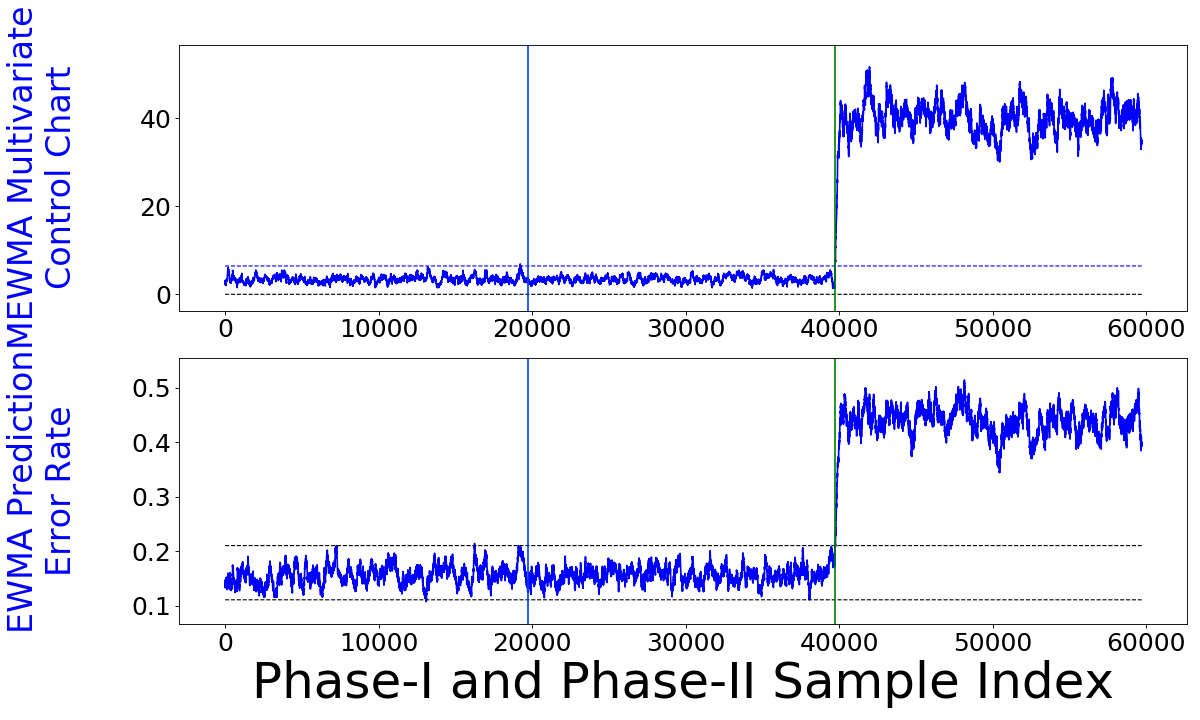 MEWMA Multivariate
Control Chart
40
20
0
0 10000 20000 30000 40000 50000 60000
EWMA Prediction
Error Rate
0.5
0.4
0.3
0.2
0.1
0 10000 20000 30000 40000 50000 60000
Phase-I and Phase-II Sample Index